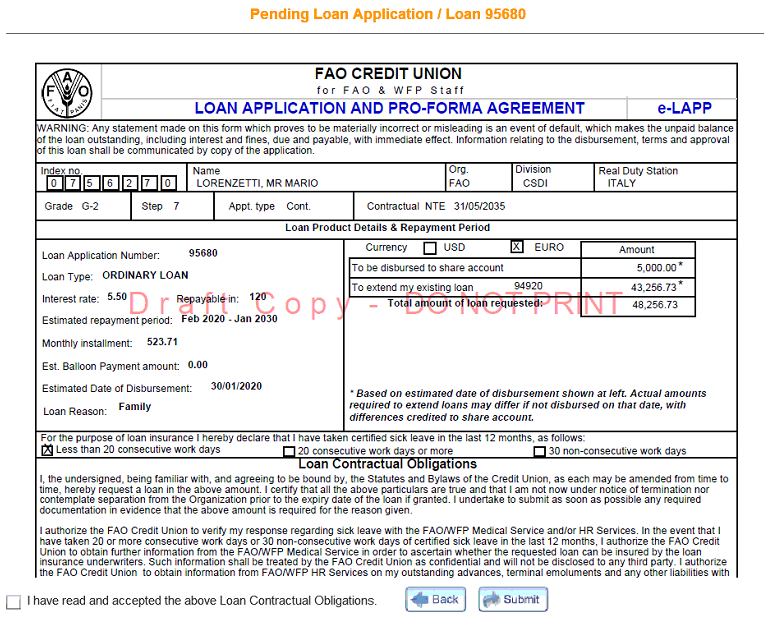 Pending Loan Application / Loan 95680
FAO CREDIT UNION
for FAO & WFP Staff
LOAN APPLICATION AND PRO-FORMA AGREEMENT e-LAPP
FAO
FIAT PANIS
WARNING: Any statement made on this form which proves to be materially incorrect or misleading is an event of default, which makes the unpaid balance
of the loan outstanding, including interest and fines, due and payable, with immediate effect. Information relating to the disbursement, terms and approval
of this loan shall be communicated by copy of the application.
Index no. Name Org. Division Real Duty Station
0 7 5 6 2 7 0 LORENZETTI, MR MARIO FAO CSDI ITALY
Grade G-2 Step 7 Appt. type Cont. Contractual NTE 31/05/2035
Loan Product Details & Repayment Period
Loan Application Number: 95680
Loan Type: ORDINARY LOAN
Interest rate: 5.50 Repayable in: 120
Estimated repayment period: Feb 2020 - Jan 2030
Monthly installment: 523.71
Est. Balloon Payment amount: 0.00
Estimated Date of Disbursement: 30/01/2020
Loan Reason: Family
Currency USD X EURO Amount
To be disbursed to share account 5,000.00*
To extend my existing loan 94920 43,256.73*
Total amount of loan requested: 48,256.73
Draft Copy - DO NOT PRINT
* Based on estimated date of disbursement shown at left. Actual amounts
required to extend loans may differ if not disbursed on that date, with
differences credited to share account.
For the purpose of loan insurance I hereby declare that I have taken certified sick leave in the last 12 months, as follows:
X Less than 20 consecutive work days 20 consecutive work days or more 30 non-consecutive work days
Loan Contractual Obligations
I, the undersigned, being familiar with, and agreeing to be bound by, the Statutes and Bylaws of the Credit Union, as each may be amended from time to
time, hereby request a loan in the above amount. I certify that all the above particulars are true and that I am not now under notice of termination nor
contemplate separation from the Organization prior to the expiry date of the loan if granted. I undertake to submit as soon as possible any required
documentation in evidence that the above amount is required for the reason given.
I authorize the FAO Credit Union to verify my response regarding sick leave with the FAO/WFP Medical Service and/or HR Services. In the event that I
have taken 20 or more consecutive work days or 30 non-consecutive work days of certified sick leave in the last 12 months, I authorize the FAO Credit
Union to obtain further information from the FAO/WFP Medical Service in order to ascertain whether the requested loan can be insured by the loan
insurance underwriters. Such information shall be treated by the FAO Credit Union as confidential and will not be disclosed to any third party. I authorize
the FAO Credit Union to obtain information from FAO/WFP HR Services on my outstanding advances, terminal emoluments and any other liabilities with
I have read and accepted the above Loan Contractual Obligations. Back Submit